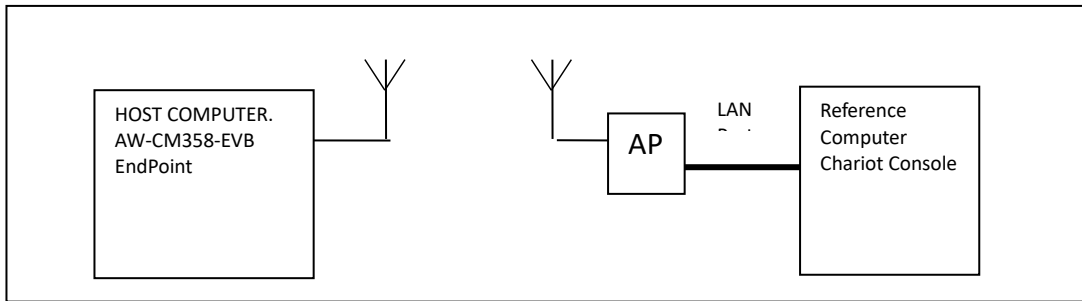 HOST COMPUTER.
AW-CM358-EVB
EndPoint
AP
LAN
Reference
Computer
Chariot Console